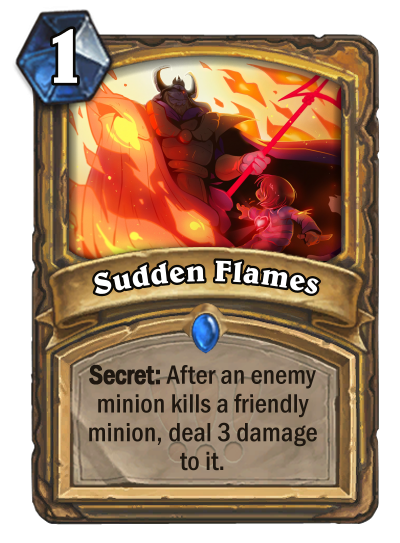 1
Sudden Flames
Secret: After an enemy
minion kills a friendly
minion, deal 3 damage
to it.